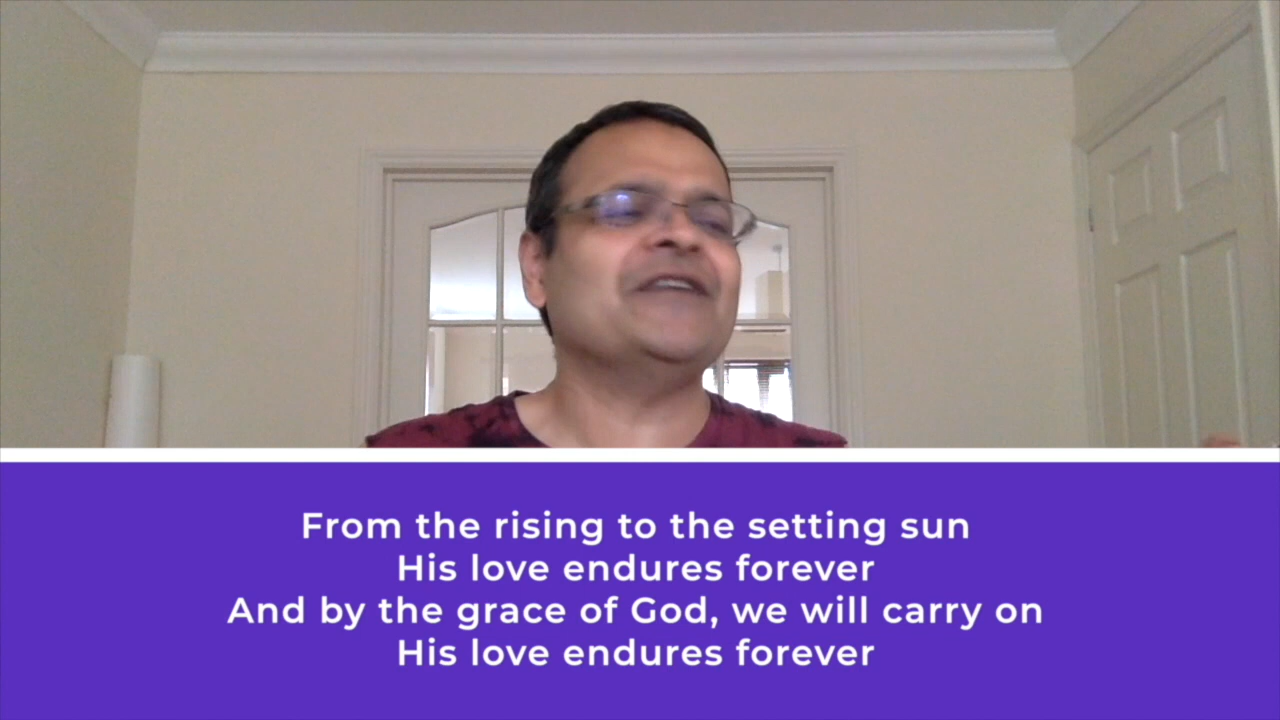 From the rising to the setting sun
His love endures forever
And by the grace of God, we will carry on
His love endures forever